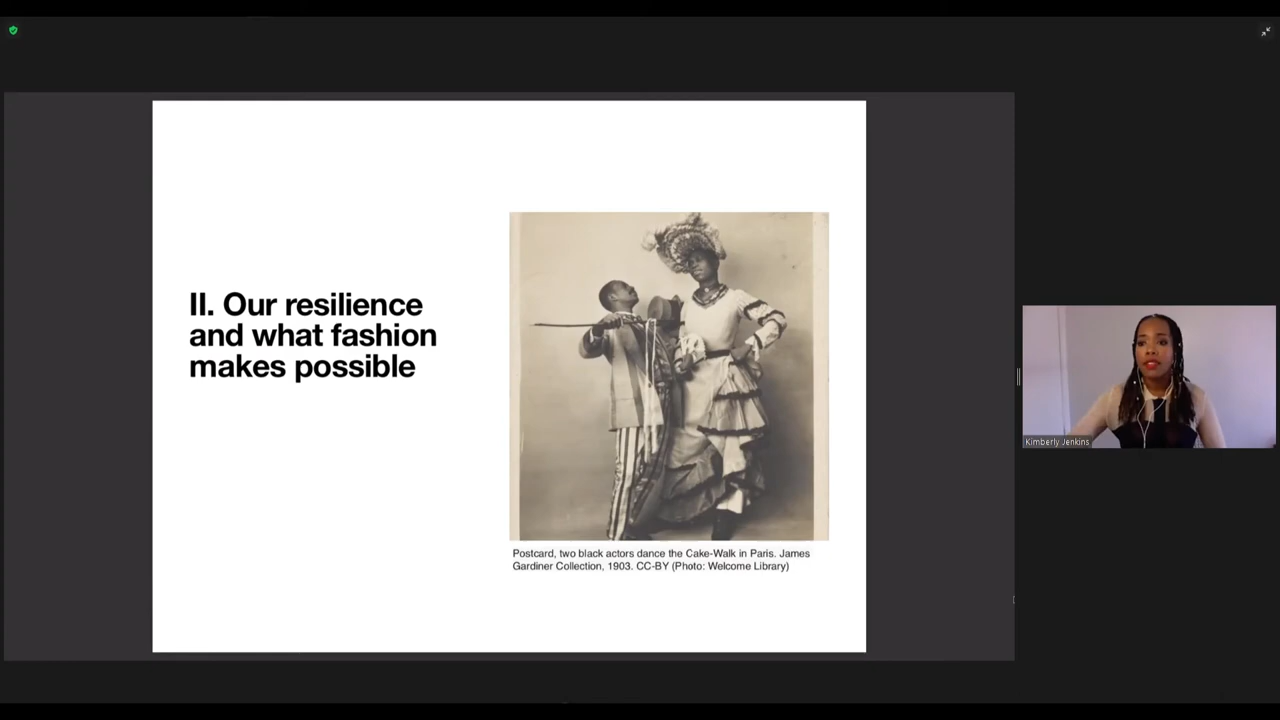 II. Our resilience
and what fashion
makes possible
Postcard, two black actors dance the Cake-Walk in Paris. James
Gardiner Collection, 1903. CC-BY (Photo: Welcome Library)
Kimberly Jenkins